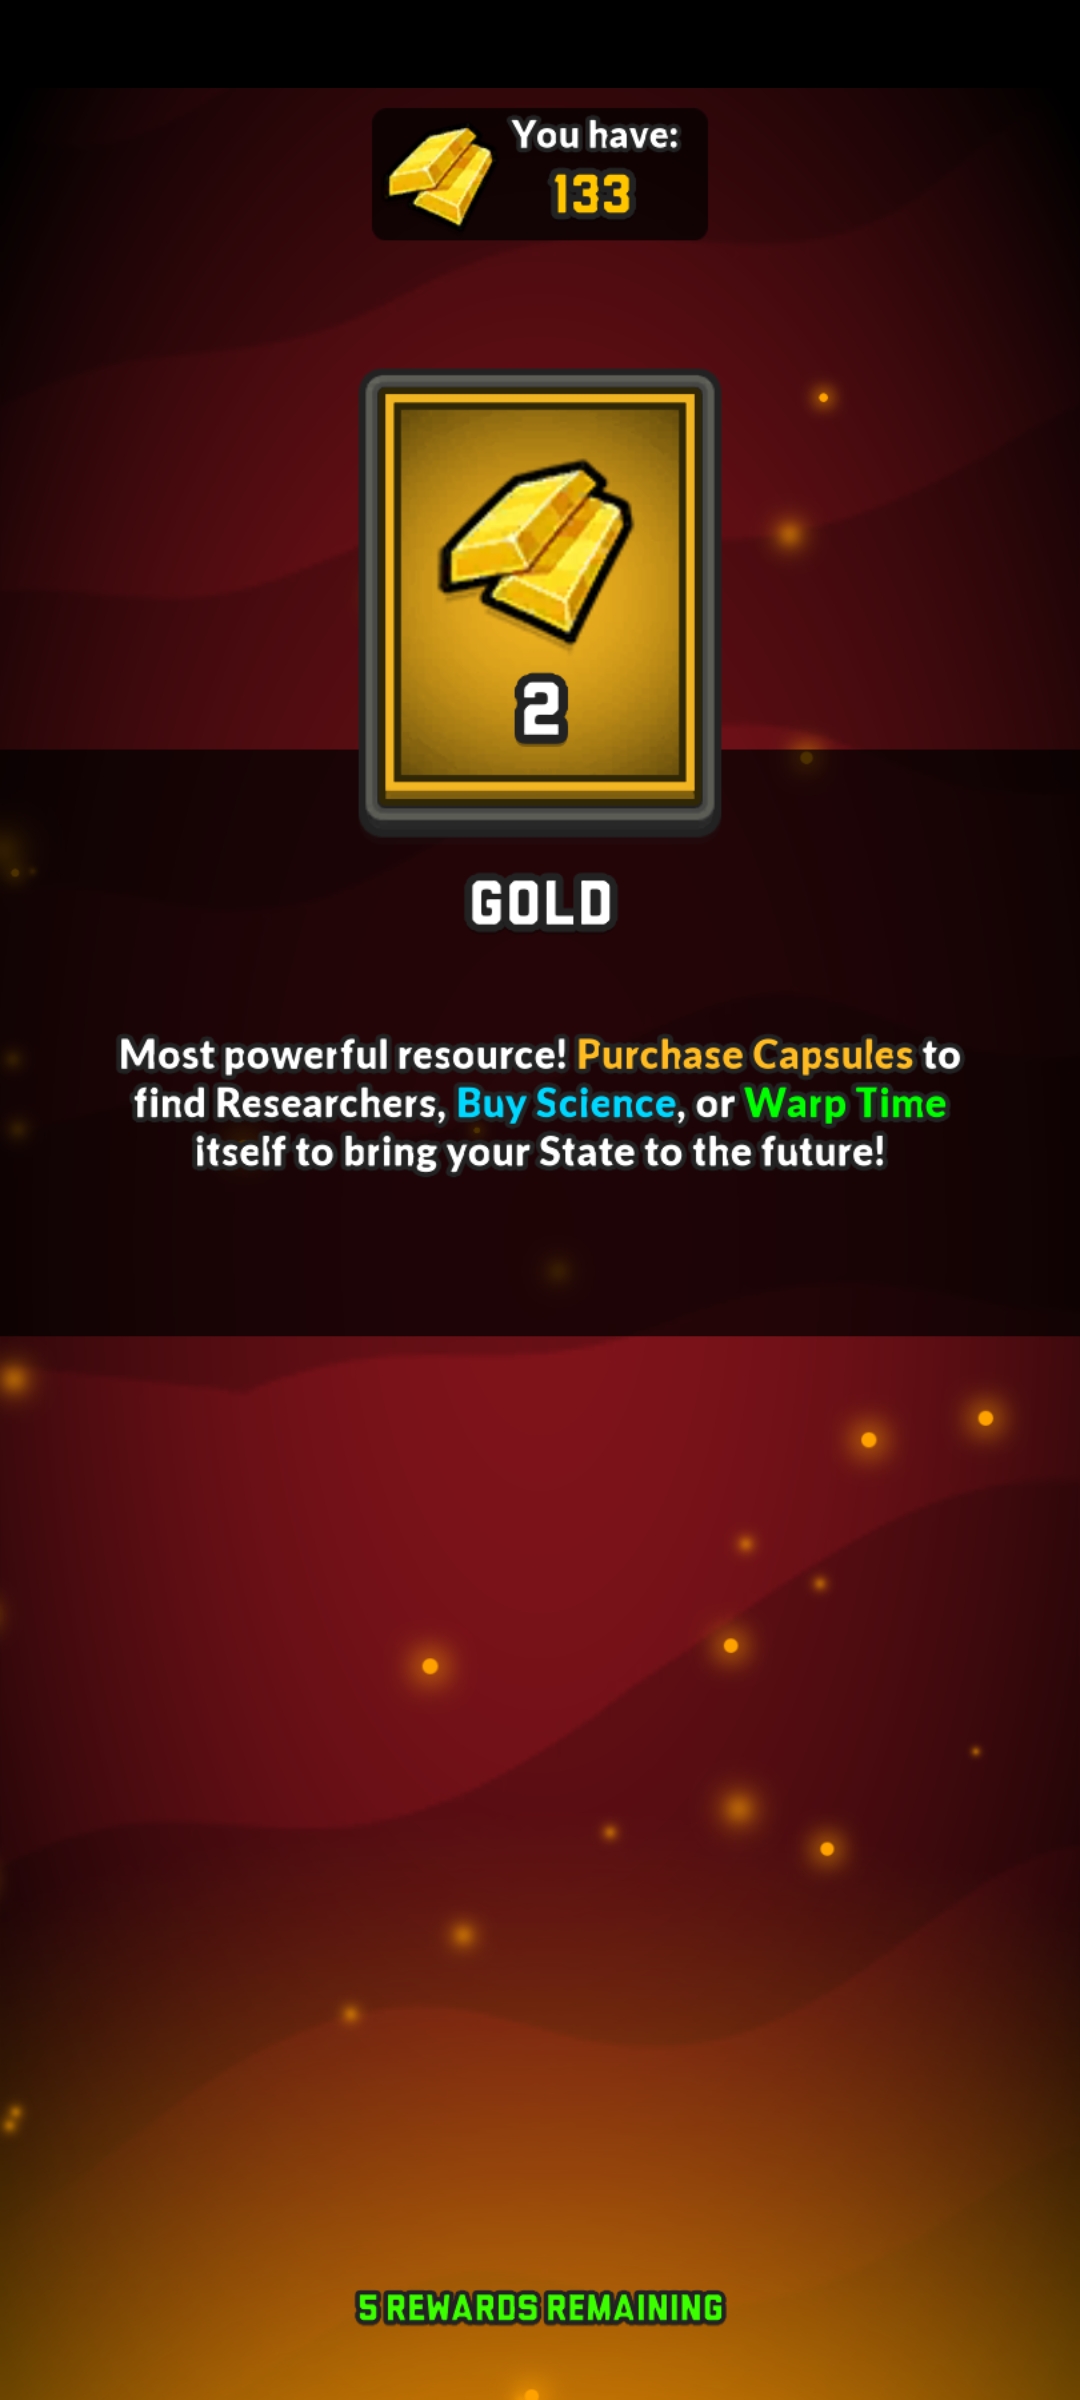 You have:
133
2
GOLD
Most powerful resource! Purchase Capsules to
find Researchers, Buy Science, or Warp Time
itself to bring your State to the future!
5 REWARDS REMAINING